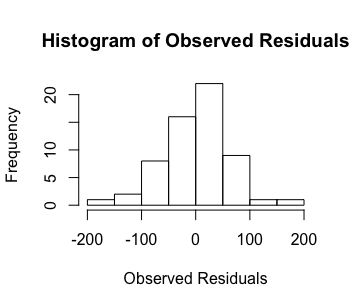 Histogram of Observed Residuals
Frequency
20
10
5
0
-200 -100 0 100 200
Observed Residuals